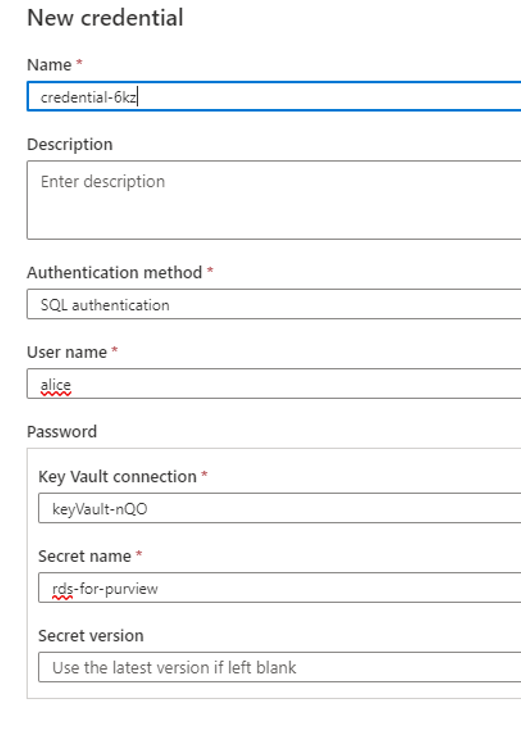 New credential
Name *
credential-6kz
Description
Enter description
Authentication method *
SQL authentication
User name *
alice
Password
Key Vault connection *
keyVault-nQO
Secret name *
rds-for-purview
Secret version
Use the latest version if left blank